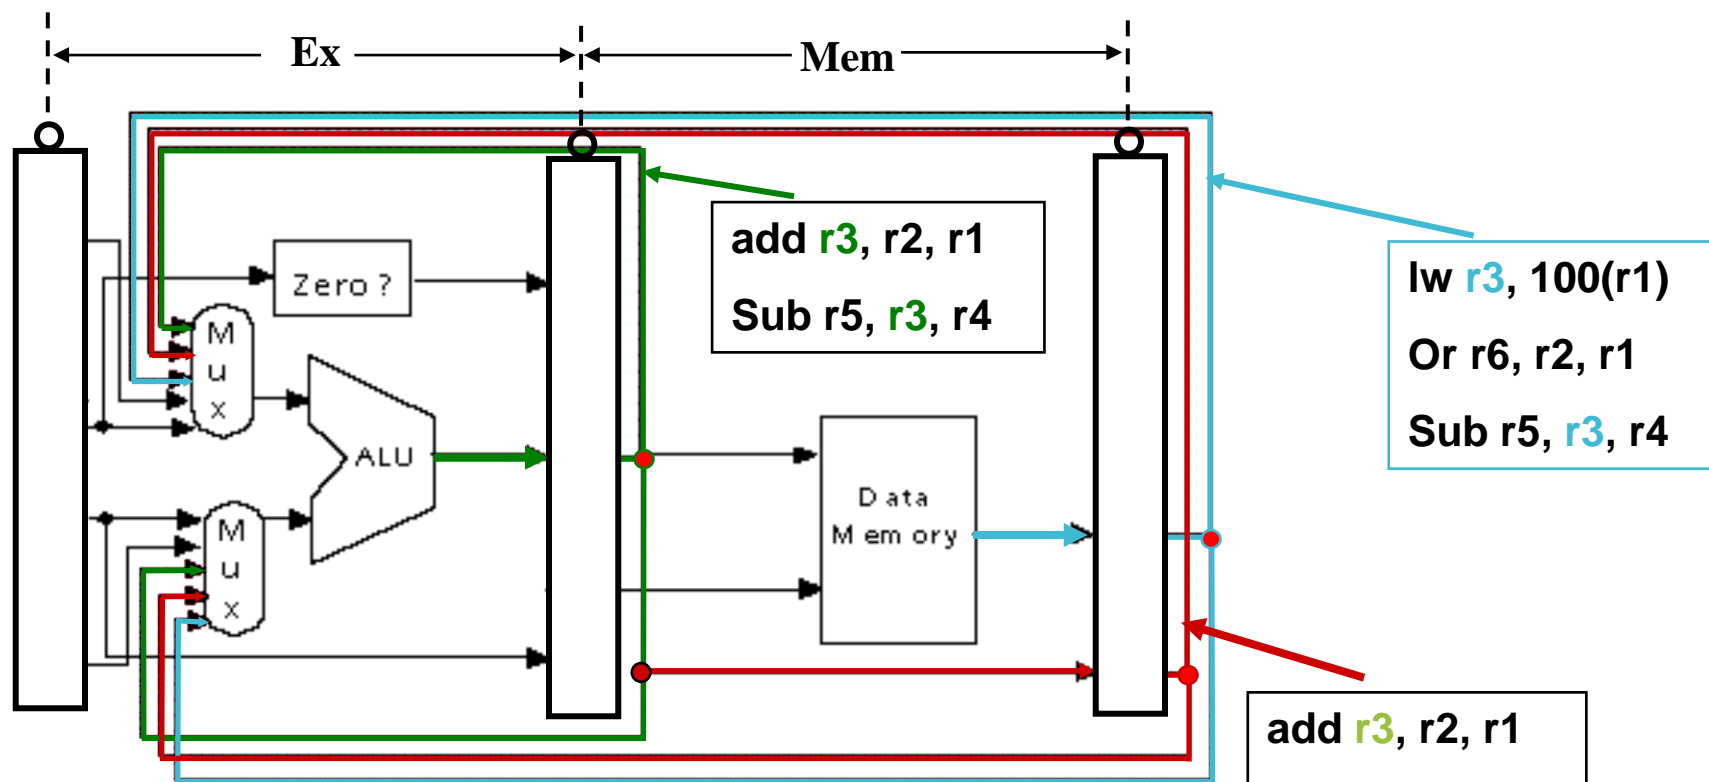 Ex
Mem
add r3, r2, r1
Sub r5, r3, r4
lw r3, 100(r1)
Or r6, r2, r1
Sub r5, r3, r4
Zero ?
M
u
x
ALU
Data
Memory
M
u
x
add r3, r2, r1